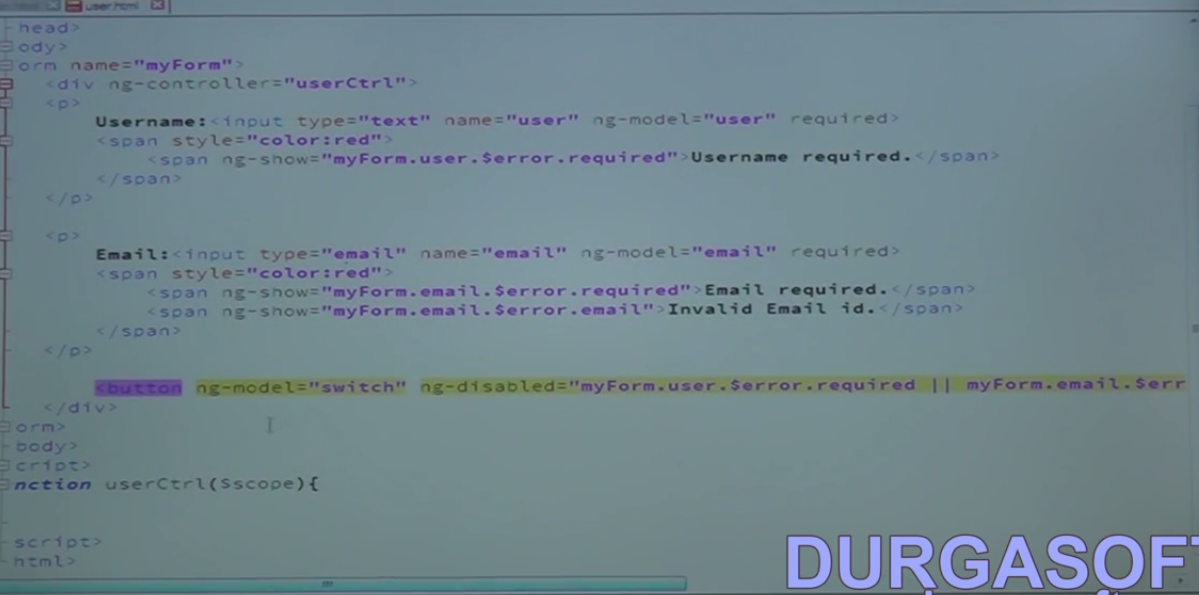 user.html
head>
ody>
orm name="myForm">
<div ng-controller="userCtrl">
<p>
Username:<input type="text" name="user" ng-model="user" required>
<span style="color:red">
<span ng-show="myForm.user.$error.required">Username required.</span>
</span>
</p>
<p>
Email:<input type="email" name="email" ng-model="email" required>
<span style="color:red">
<span ng-show="myForm.email.$error.required">Email required.</span>
<span ng-show="myForm.email.$error.email">Invalid Email id.</span>
</span>
</p>
<button ng-model="switch" ng-disabled="myForm.user.$error.required || myForm.email.$err
</div>
orm>
body>
cript>
nction userCtrl($scope){
script>
html>
DURGASOFT